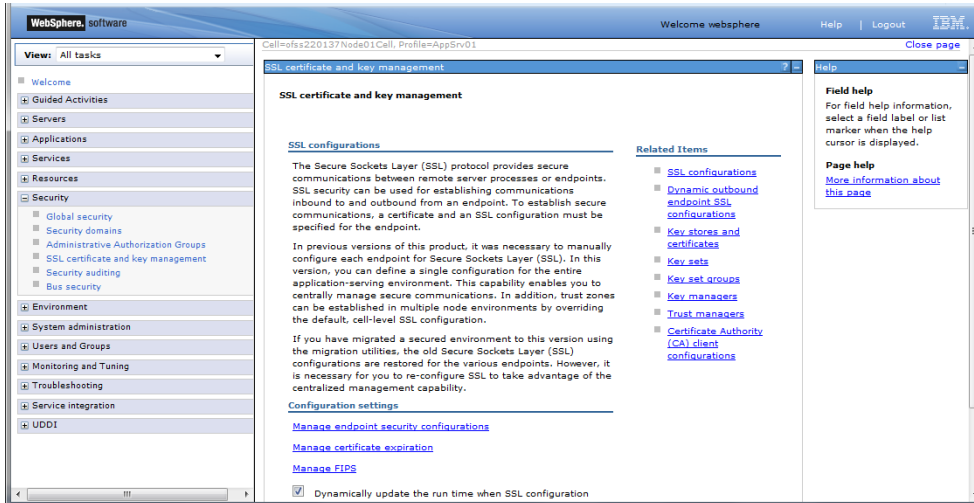 WebSphere. software
Welcome websphere
Help | Logout
IBM.
View: All tasks
Welcome
Guided Activities
Servers
Applications
Services
Resources
Security
Global security
Security domains
Administrative Authorization Groups
SSL certificate and key management
Security auditing
Bus security
Environment
System administration
Users and Groups
Monitoring and Tuning
Troubleshooting
Service integration
UDDI
Cell=ofss220137Node01Cell, Profile=AppSrv01
Close page
SSL certificate and key management
? -
SSL certificate and key management
SSL configurations
The Secure Sockets Layer (SSL) protocol provides secure
communications between remote server processes or endpoints.
SSL security can be used for establishing communications
inbound to and outbound from an endpoint. To establish secure
communications, a certificate and an SSL configuration must be
specified for the endpoint.
In previous versions of this product, it was necessary to manually
configure each endpoint for Secure Sockets Layer (SSL). In this
version, you can define a single configuration for the entire
application-serving environment. This capability enables you to
centrally manage secure communications. In addition, trust zones
can be established in multiple node environments by overriding
the default, cell-level SSL configuration.
If you have migrated a secured environment to this version using
the migration utilities, the old Secure Sockets Layer (SSL)
configurations are restored for the various endpoints. However, it
is necessary for you to re-configure SSL to take advantage of the
centralized management capability.
Configuration settings
Manage endpoint security configurations
Manage certificate expiration
Manage FIPS
Dynamically update the run time when SSL configuration
Related Items
SSL configurations
Dynamic outbound
endpoint SSL
configurations
Key stores and
certificates
Key sets
Key set groups
Key managers
Trust managers
Certificate Authority
(CA) client
configurations
Help
Field help
For field help information,
select a field label or list
marker when the help
cursor is displayed.
Page help
More information about
this page